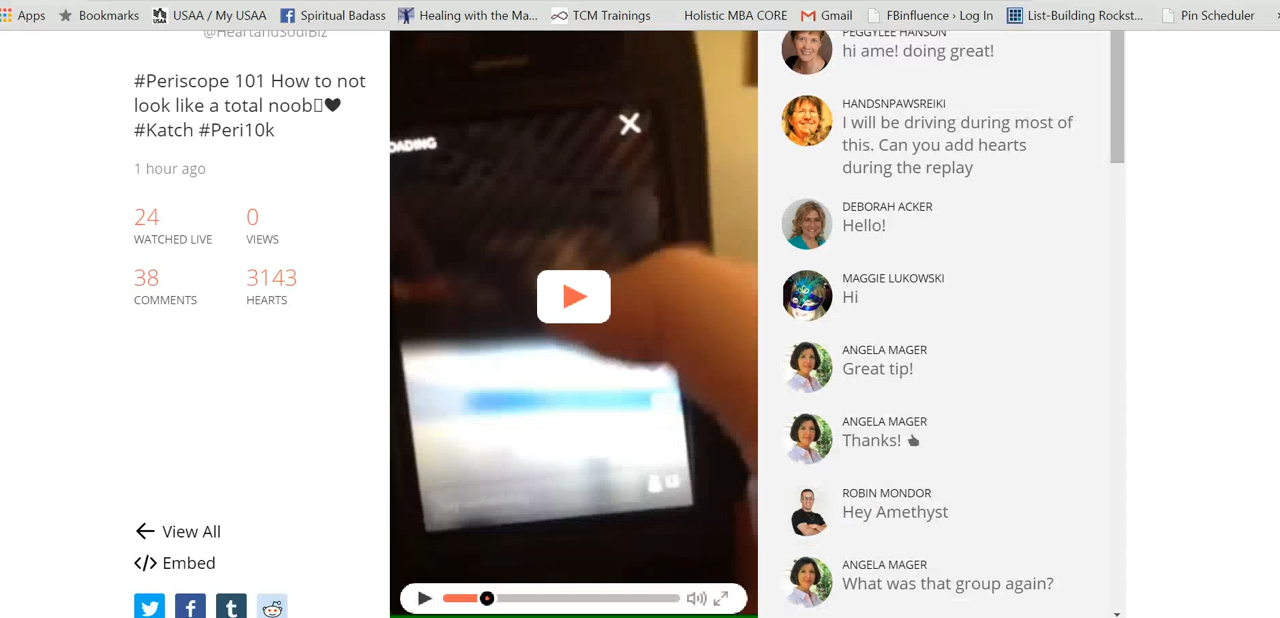 Apps Bookmarks USAA / My USAA Spiritual Badass Healing with the Ma... TCM Trainings Holistic MBA CORE Gmail FBinfluence › Log In List-Building Rockst... Pin Scheduler
@HeartandSoulBiz
#Periscope 101 How to not
look like a total noob▯♥
#Katch #Peri10k
1 hour ago
24 0
WATCHED LIVE VIEWS
38 3143
COMMENTS HEARTS
View All
</> Embed
OADING
PEGGYLEE HANSON
hi ame! doing great!
HANDSNPAWSREIKI
I will be driving during most of
this. Can you add hearts
during the replay
DEBORAH ACKER
Hello!
MAGGIE LUKOWSKI
Hi
ANGELA MAGER
Great tip!
ANGELA MAGER
Thanks!
ROBIN MONDOR
Hey Amethyst
ANGELA MAGER
What was that group again?